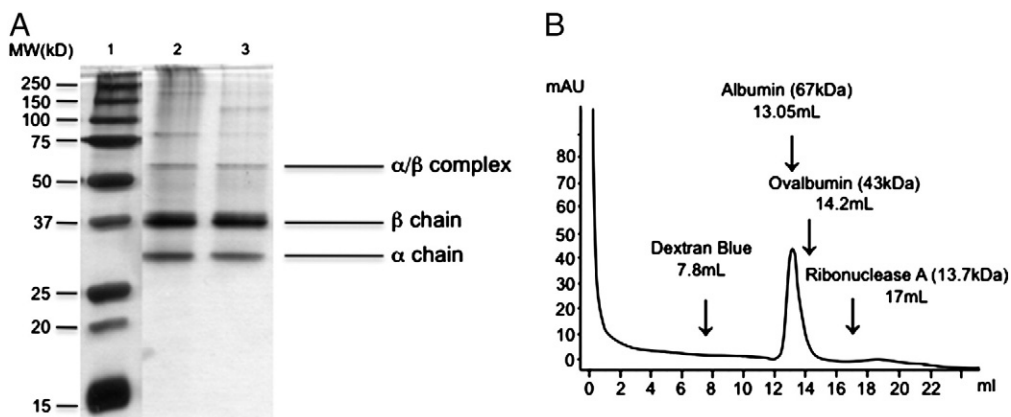 A
MW(kD) 1 2 3
250
150
100
75
50
37
25
20
15
α/β complex
β chain
α chain
B
mAU
80
70
60
50
40
30
20
10
0
0 2 4 6 8 10 12 14 16 18 20 22 ml
Albumin (67kDa)
13.05mL
Ovalbumin (43kDa)
14.2mL
Dextran Blue
7.8mL
Ribonuclease A (13.7kDa)
17mL